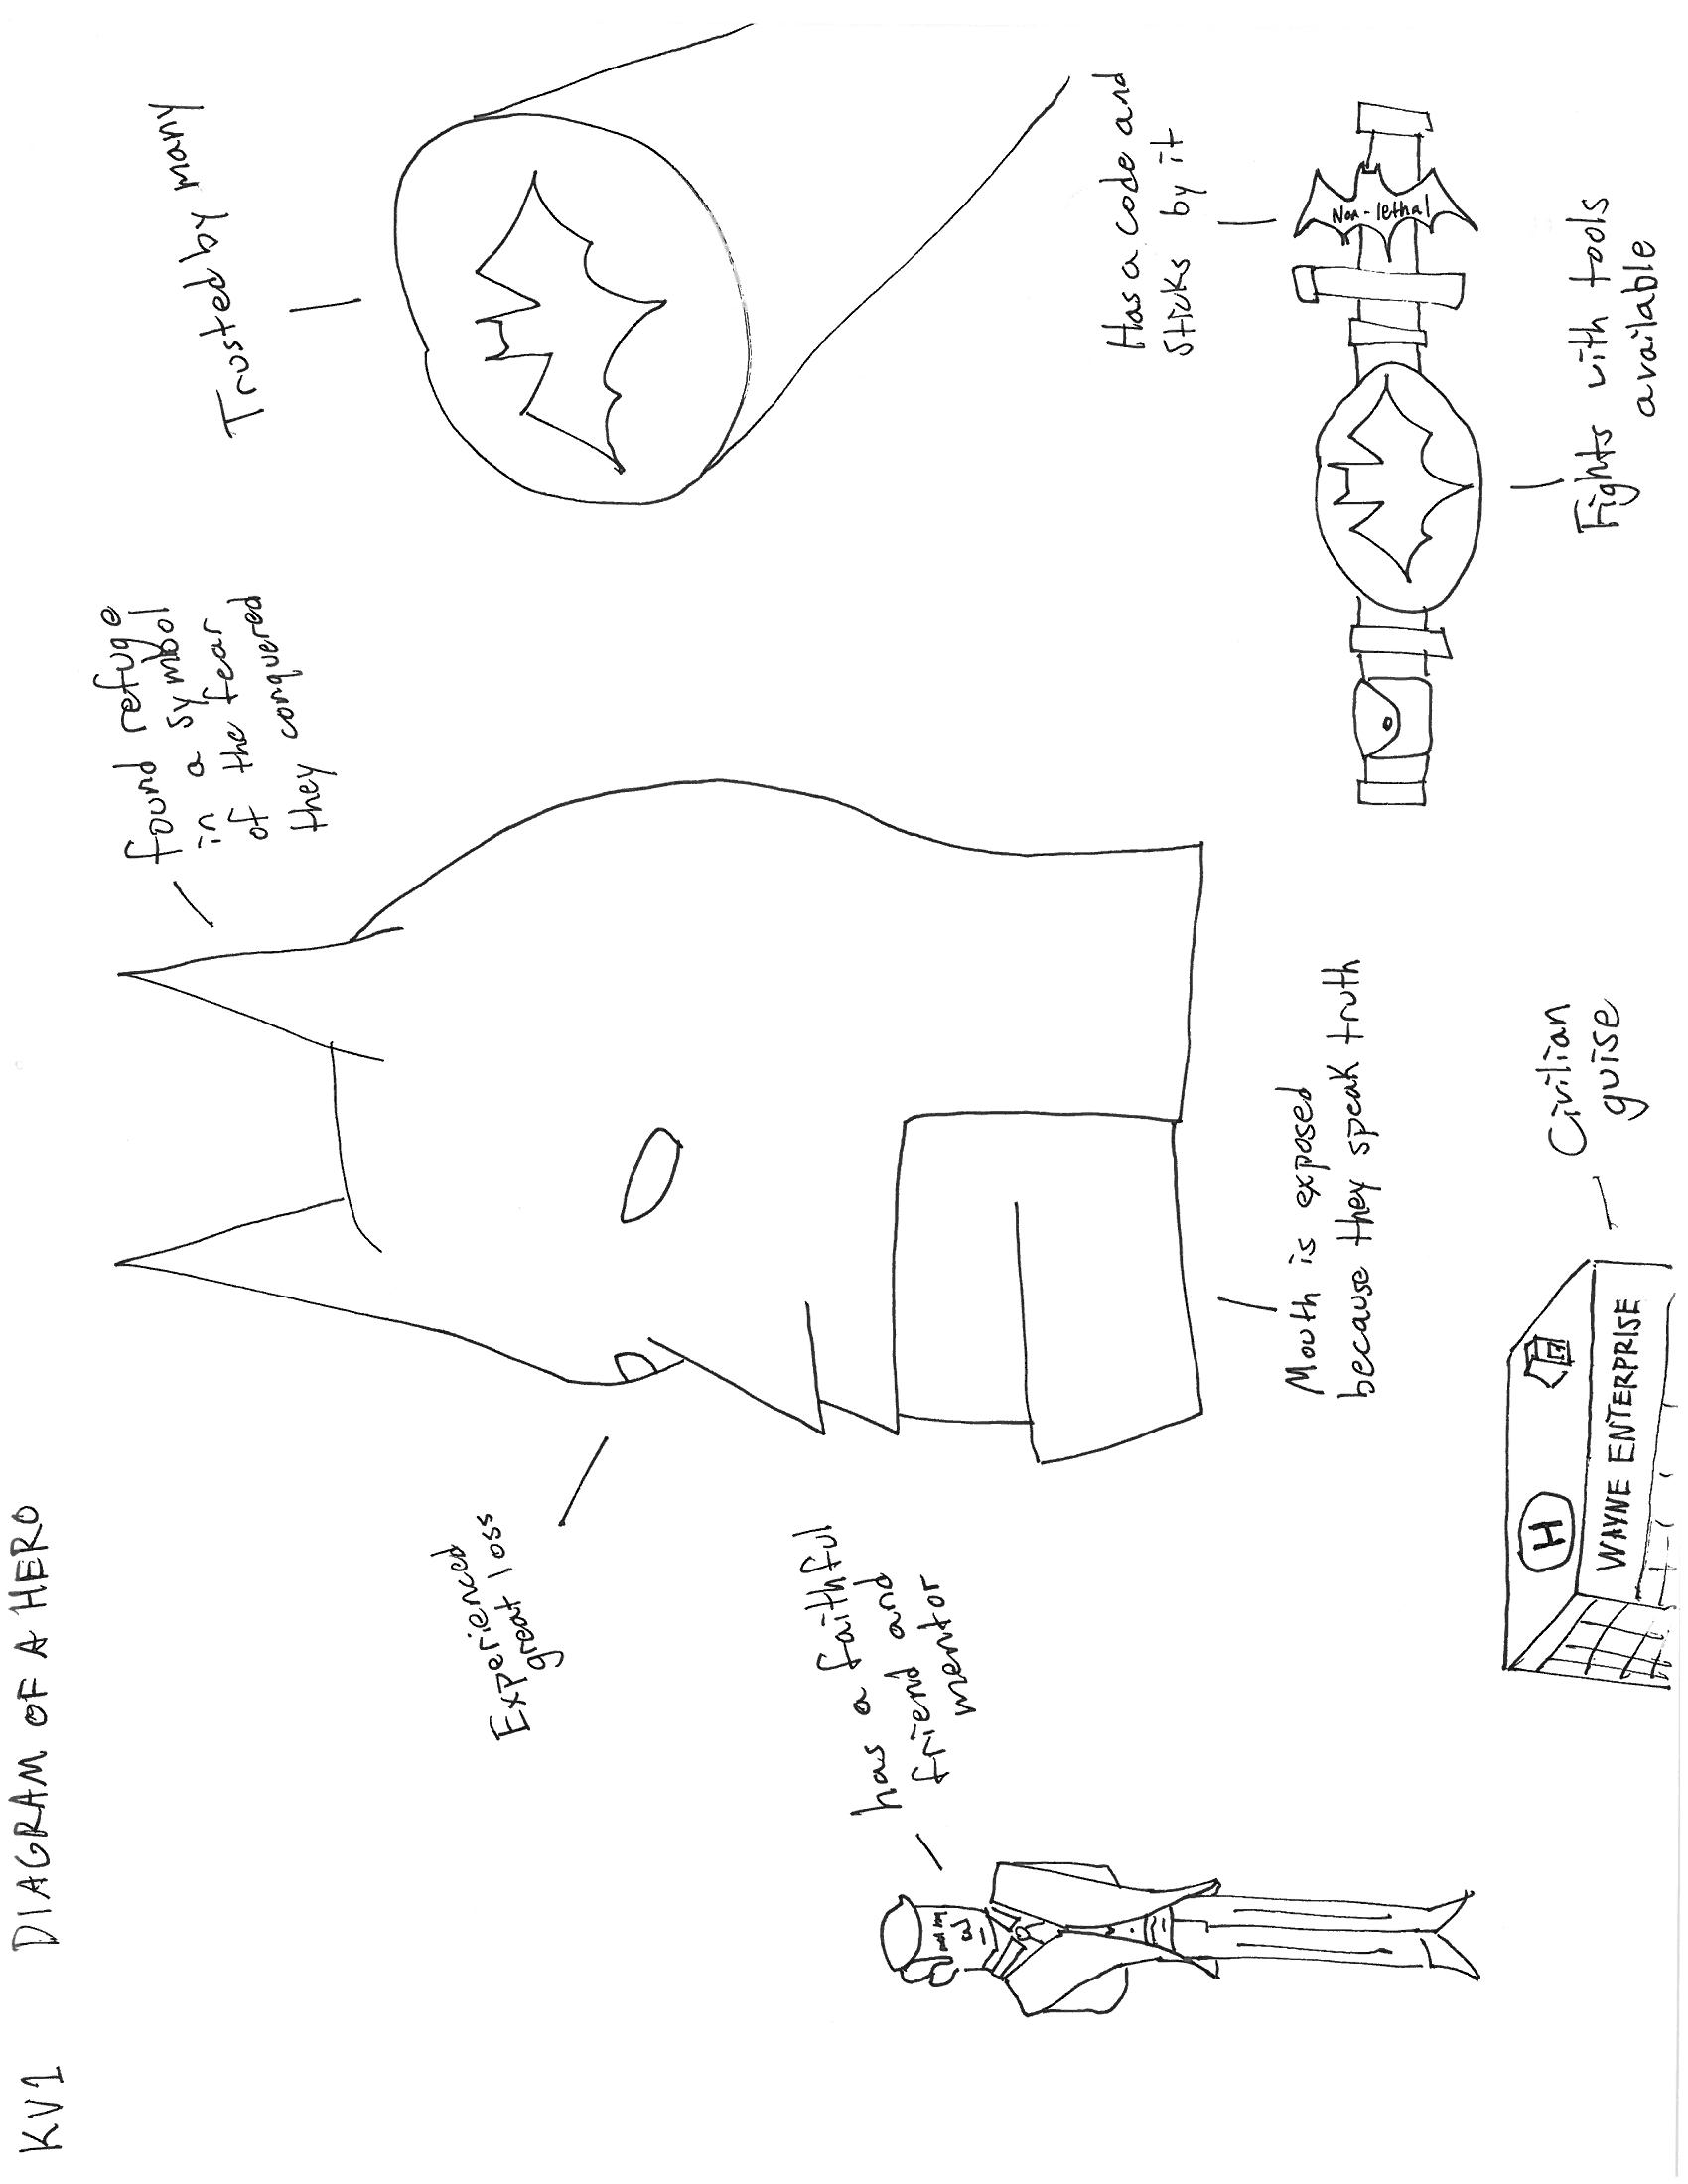 KV1 DIAGRAM OF A HERO
Experienced
great loss
found refuge
in a symbol
of the fear
they conquered
Trusted by many
has a faithful
friend and
mentor
Mouth is exposed
because they speak truth
Has a code and
Sticks by it
Non-lethal
Fights with tools
available
H
WAYNE ENTERPRISE
Civilian
guise